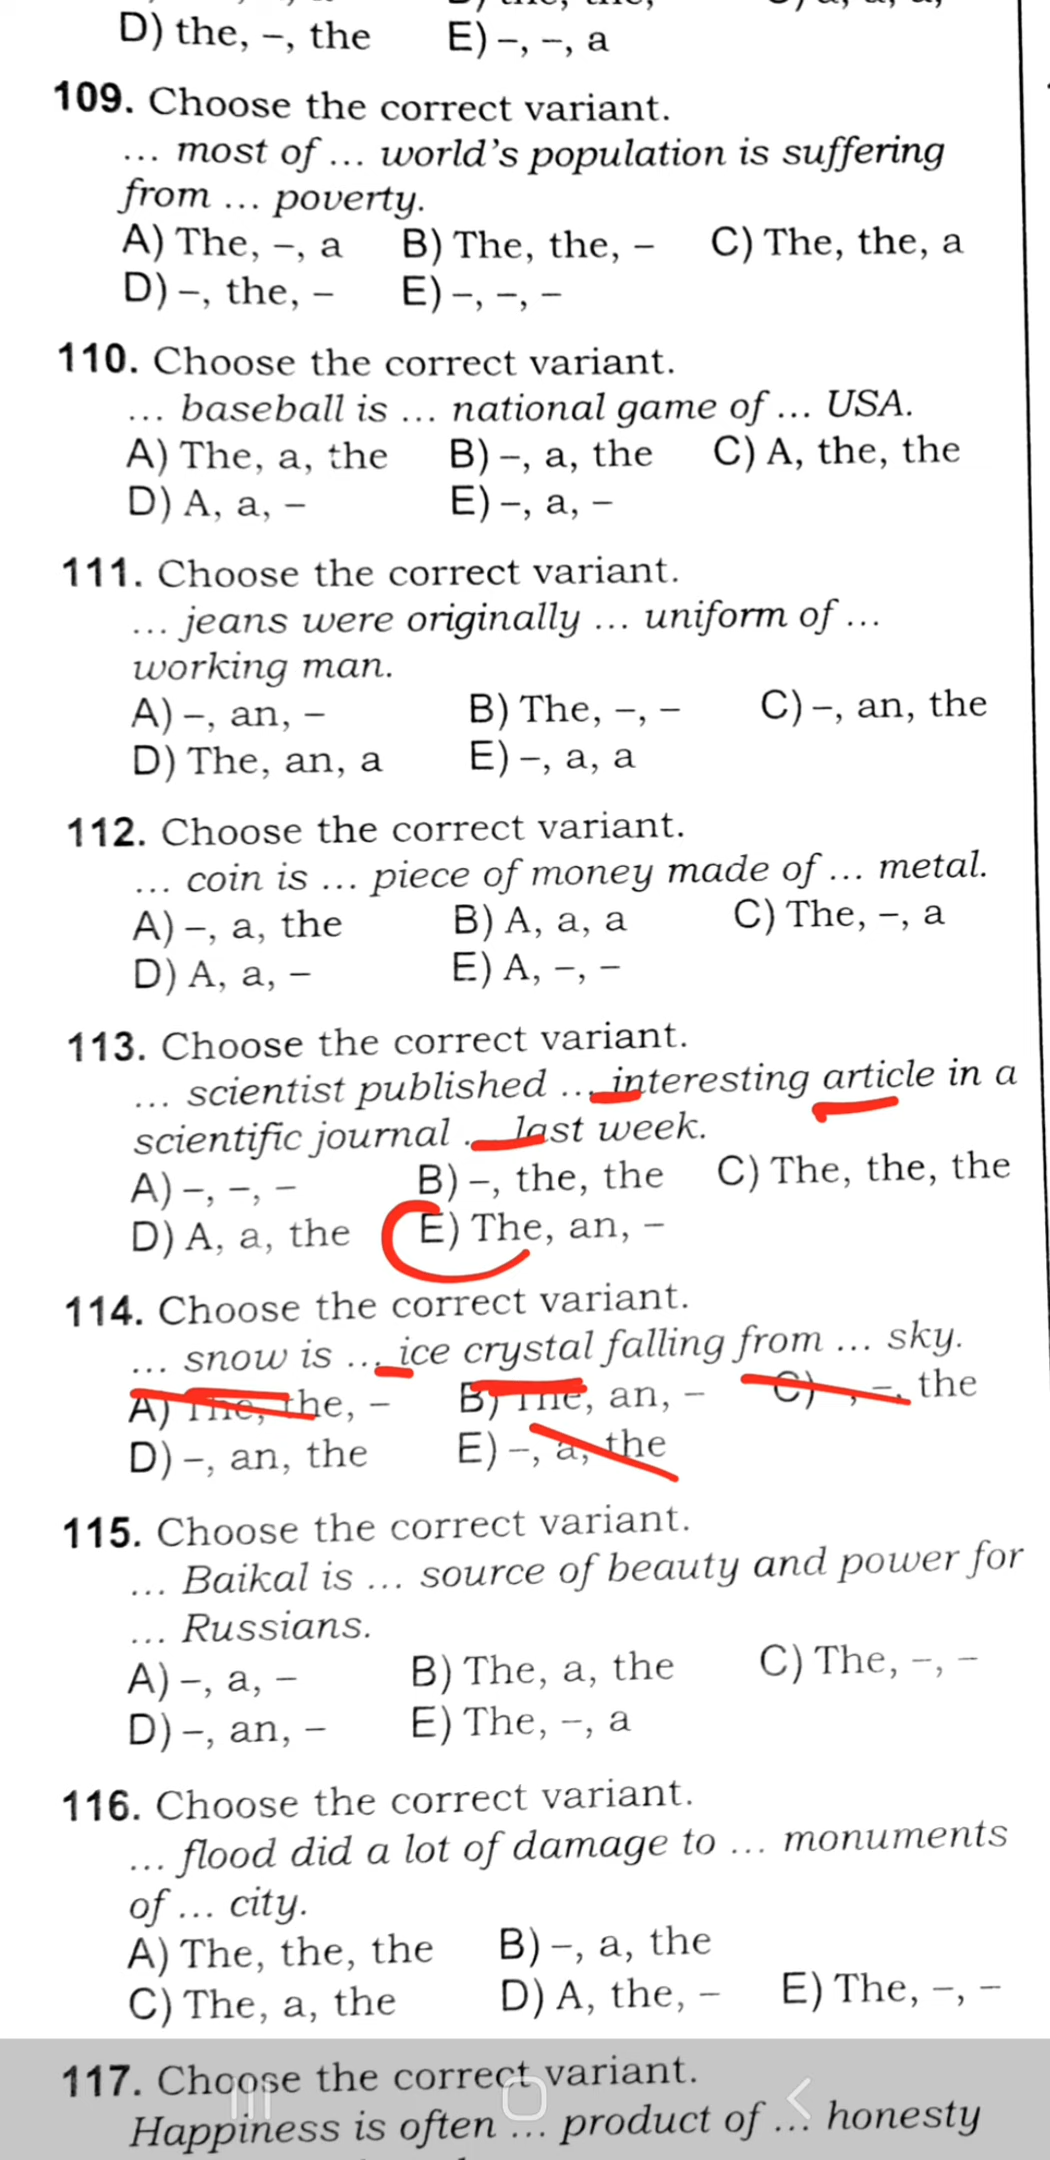 D) the, –, the E) –, –, a
109. Choose the correct variant.
... most of ... world's population is suffering
from ... poverty.
A) The, –, a B) The, the, – C) The, the, a
D) –, the, – E) –, –, –
110. Choose the correct variant.
... baseball is ... national game of ... USA.
A) The, a, the B) –, a, the C) A, the, the
D) A, a, – E) –, a, –
111. Choose the correct variant.
... jeans were originally ... uniform of ...
working man.
A) –, an, – B) The, –, – C) –, an, the
D) The, an, a E) –, a, a
112. Choose the correct variant.
... coin is ... piece of money made of ... metal.
A) –, a, the B) A, a, a C) The, –, a
D) A, a, – E) A, –, –
113. Choose the correct variant.
... scientist published ... interesting article in a
scientific journal ... last week.
A) –, –, – B) –, the, the C) The, the, the
D) A, a, the E) The, an, –
114. Choose the correct variant.
... snow is ... ice crystal falling from ... sky.
A) The, the, – B) The, an, – C) –, the
D) –, an, the E) –, a, the
115. Choose the correct variant.
... Baikal is ... source of beauty and power for
... Russians.
A) –, a, – B) The, a, the C) The, –, –
D) –, an, – E) The, –, a
116. Choose the correct variant.
... flood did a lot of damage to ... monuments
of ... city.
A) The, the, the B) –, a, the
C) The, a, the D) A, the, – E) The, –, –
117. Choose the correct variant.
Happiness is often ... product of ... honesty